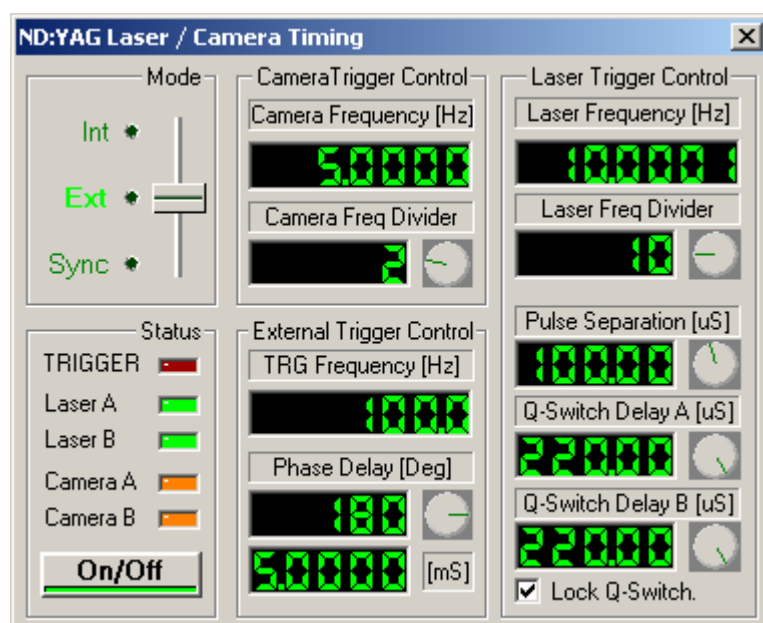 ND:YAG Laser / Camera Timing
Mode
Int
Ext
Sync
Status
TRIGGER
Laser A
Laser B
Camera A
Camera B
On/Off
CameraTrigger Control
Camera Frequency [Hz]
5.0000
Camera Freq Divider
2
External Trigger Control
TRG Frequency [Hz]
100.0
Phase Delay [Deg]
180
5.0000 [mS]
Laser Trigger Control
Laser Frequency [Hz]
10.0001
Laser Freq Divider
10
Pulse Separation [uS]
100.00
Q-Switch Delay A [uS]
220.00
Q-Switch Delay B [uS]
220.00
Lock Q-Switch.